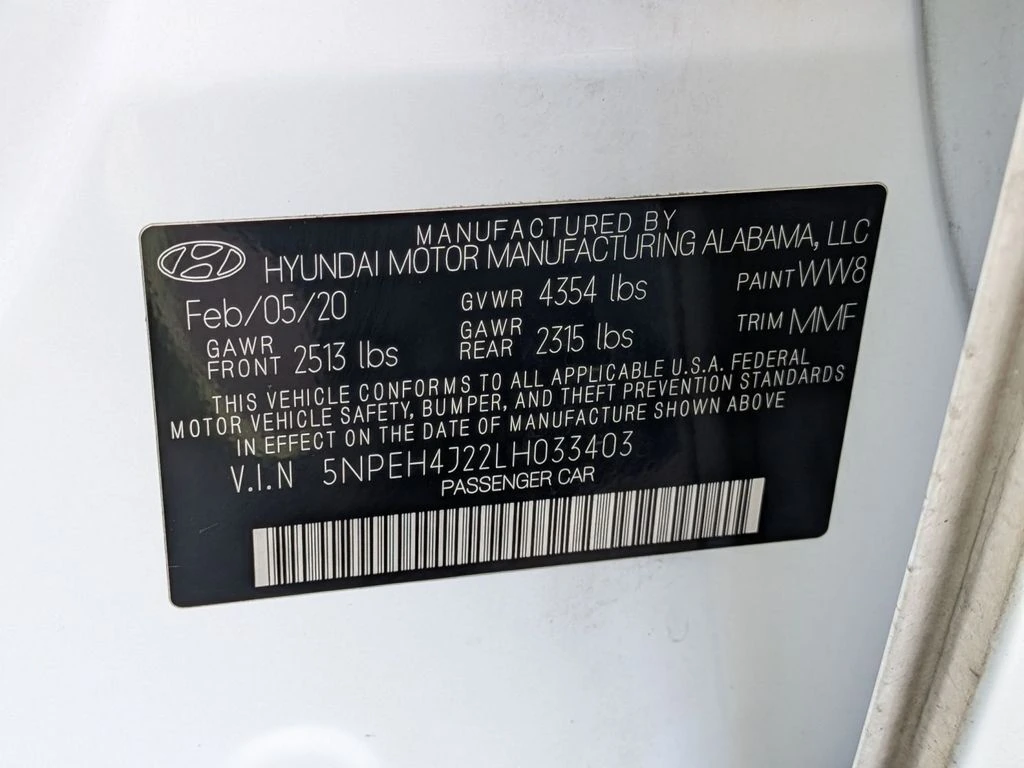 MANUFACTURED BY
HYUNDAI MOTOR MANUFACTURING ALABAMA, LLC
Feb/05/20 GVWR 4354 lbs PAINT WW8
GAWR FRONT 2513 lbs GAWR REAR 2315 lbs TRIM MMF
THIS VEHICLE CONFORMS TO ALL APPLICABLE U.S.A. FEDERAL
MOTOR VEHICLE SAFETY, BUMPER, AND THEFT PREVENTION STANDARDS
IN EFFECT ON THE DATE OF MANUFACTURE SHOWN ABOVE
V.I.N 5NPEH4J22LH033403
PASSENGER CAR